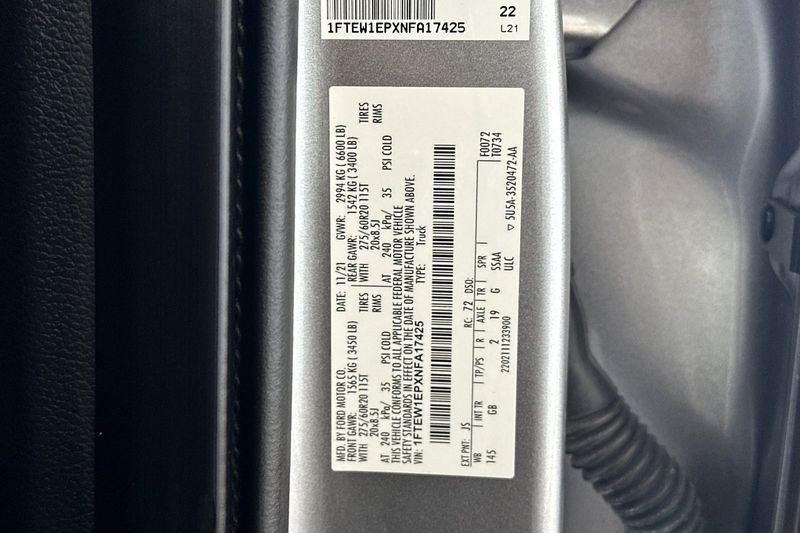 1FTEW1EPXNFA17425
22
L21
MFD. BY FORD MOTOR CO.
DATE: 11/21 GVWR: 2994 KG ( 6600 LB)
FRONT GAWR: 1565 KG ( 3450 LB)
REAR GAWR: 1542 KG ( 3400 LB)
WITH 275/60R20 115T TIRES
WITH 275/60R20 115T TIRES
20x8.5J RIMS
20x8.5J RIMS
AT 240 kPa/ 35 PSI COLD
AT 240 kPa/ 35 PSI COLD
THIS VEHICLE CONFORMS TO ALL APPLICABLE FEDERAL MOTOR VEHICLE
SAFETY STANDARDS IN EFFECT ON THE DATE OF MANUFACTURE SHOWN ABOVE.
VIN: 1FTEW1EPXNFA17425 TYPE: Truck
F0072
T0734
EXT PNT: JS RC: 72 DSO:
WB INT TR TP/PS R AXLE TR SPR
145 GB 2 19 G SSAA
ULC
2202111233900
▽ 5U5A-3520472-AA